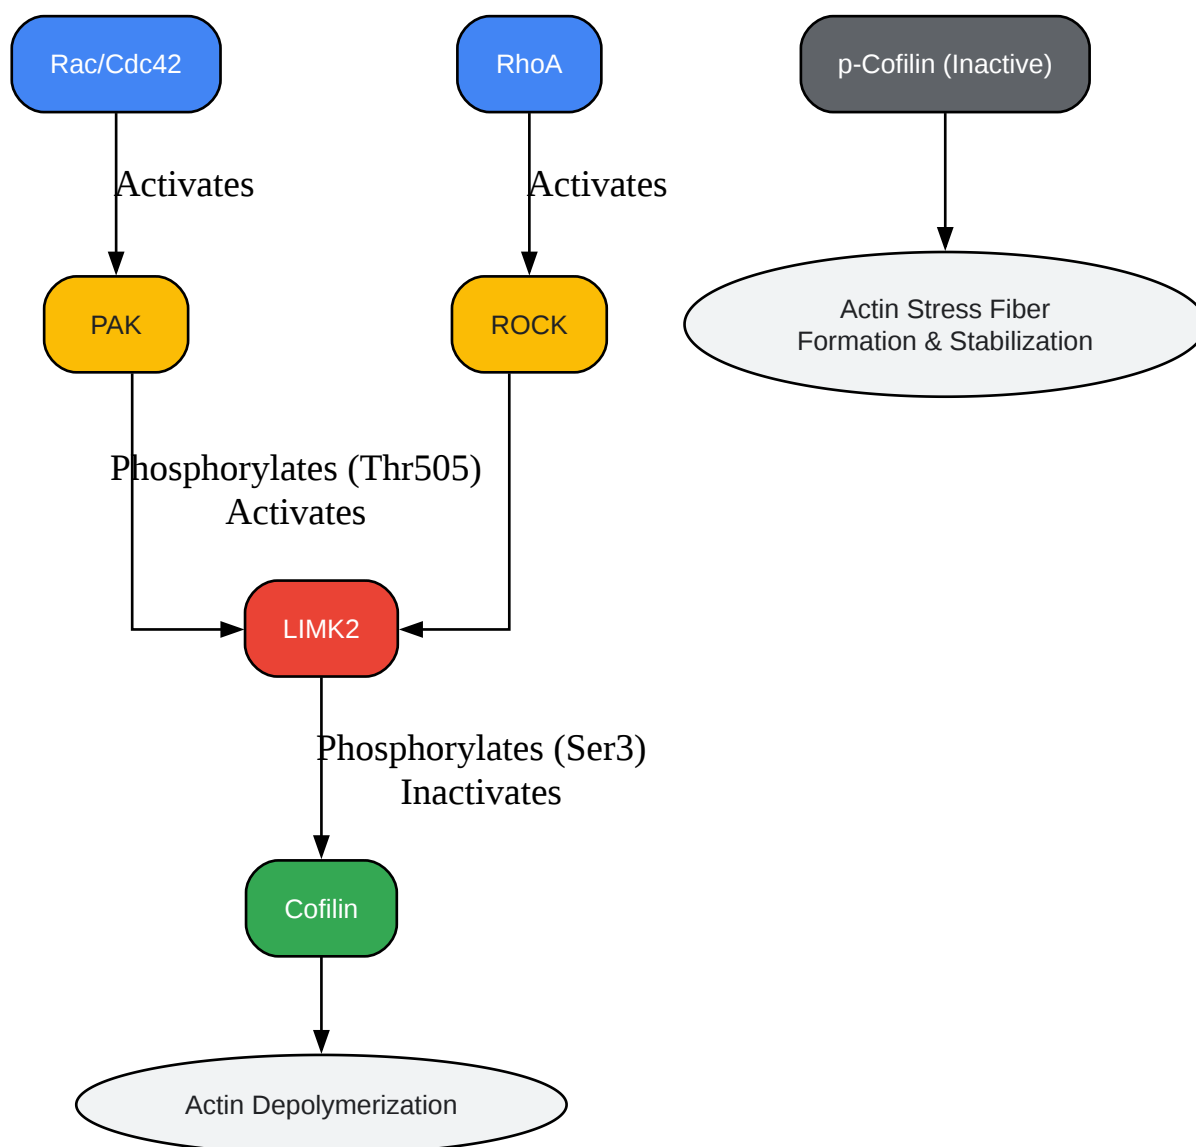 Rac/Cdc42
RhoA
p-Cofilin (Inactive)
Activates
Activates
PAK
ROCK
Actin Stress Fiber
Formation & Stabilization
Phosphorylates (Thr505)
Activates
LIMK2
Phosphorylates (Ser3)
Inactivates
Cofilin
Actin Depolymerization